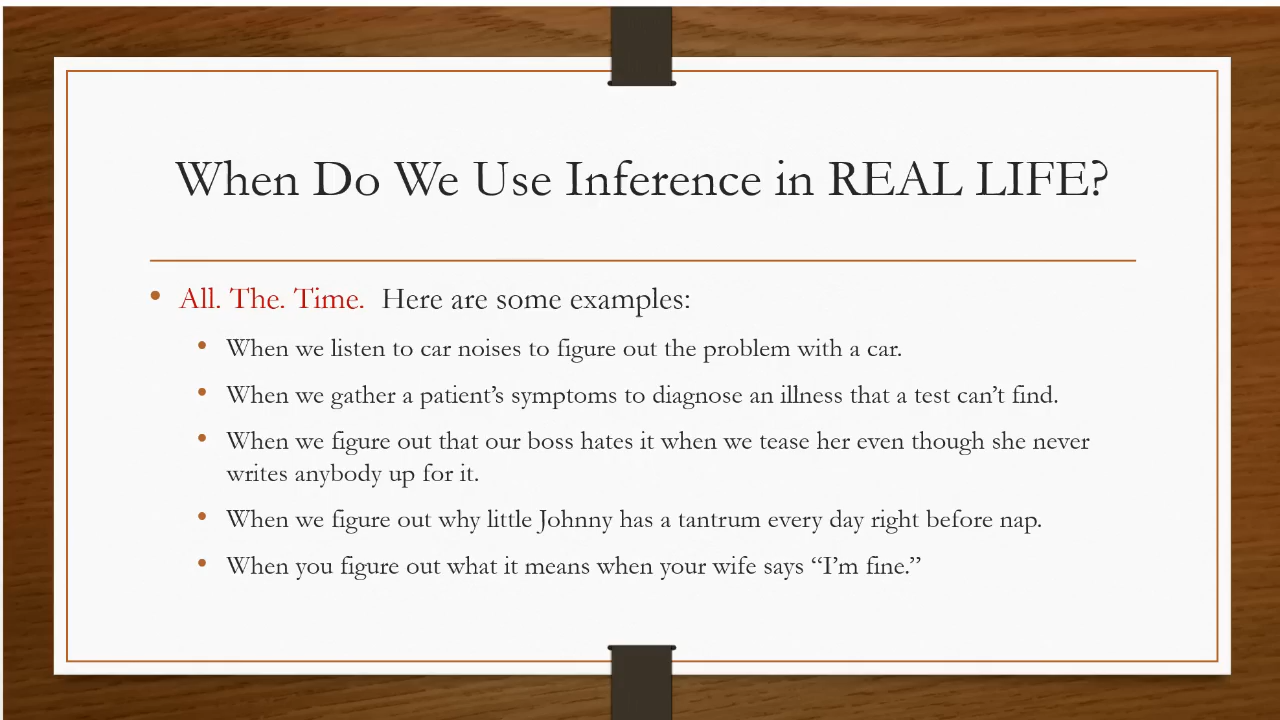 When Do We Use Inference in REAL LIFE?
• All. The. Time.  Here are some examples:
• When we listen to car noises to figure out the problem with a car.
• When we gather a patient’s symptoms to diagnose an illness that a test can’t find.
• When we figure out that our boss hates it when we tease her even though she never
writes anybody up for it.
• When we figure out why little Johnny has a tantrum every day right before nap.
• When you figure out what it means when your wife says “I’m fine.”